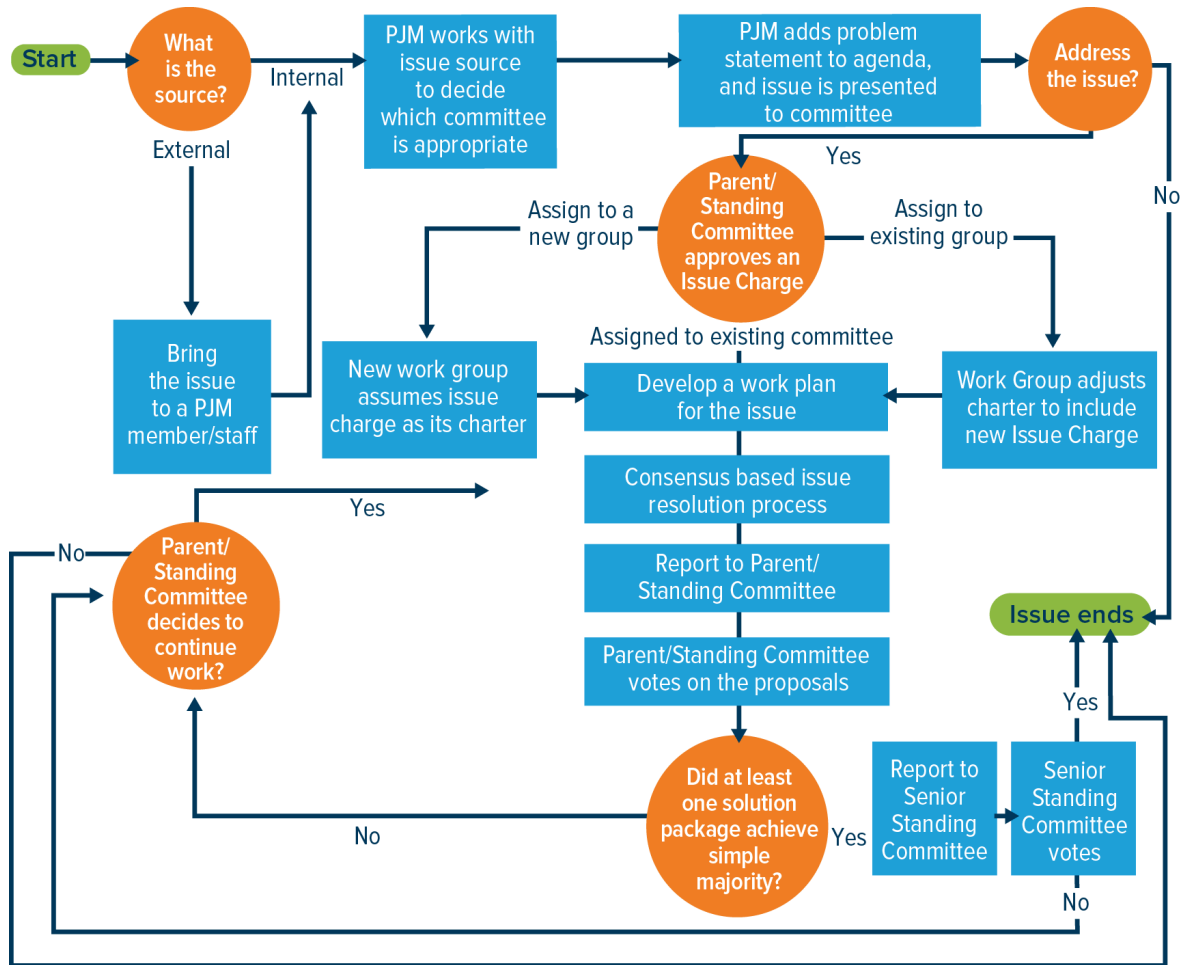 Start
What
is the
source?
Internal
External
PJM works with
issue source
to decide
which committee
is appropriate
PJM adds problem
statement to agenda,
and issue is presented
to committee
Address
the issue?
Yes
No
Parent/
Standing
Committee
approves an
Issue Charge
Assign to a
new group
Assign to
existing group
Assigned to existing committee
Bring
the issue
to a PJM
member/staff
New work group
assumes issue
charge as its charter
Develop a work plan
for the issue
Work Group adjusts
charter to include
new Issue Charge
Consensus based issue
resolution process
Report to Parent/
Standing Committee
Parent/Standing Committee
votes on the proposals
Yes
No
Parent/
Standing
Committee
decides to
continue
work?
Issue ends
Did at least
one solution
package achieve
simple
majority?
No
Yes
Report to
Senior
Standing
Committee
Senior
Standing
Committee
votes
Yes
No